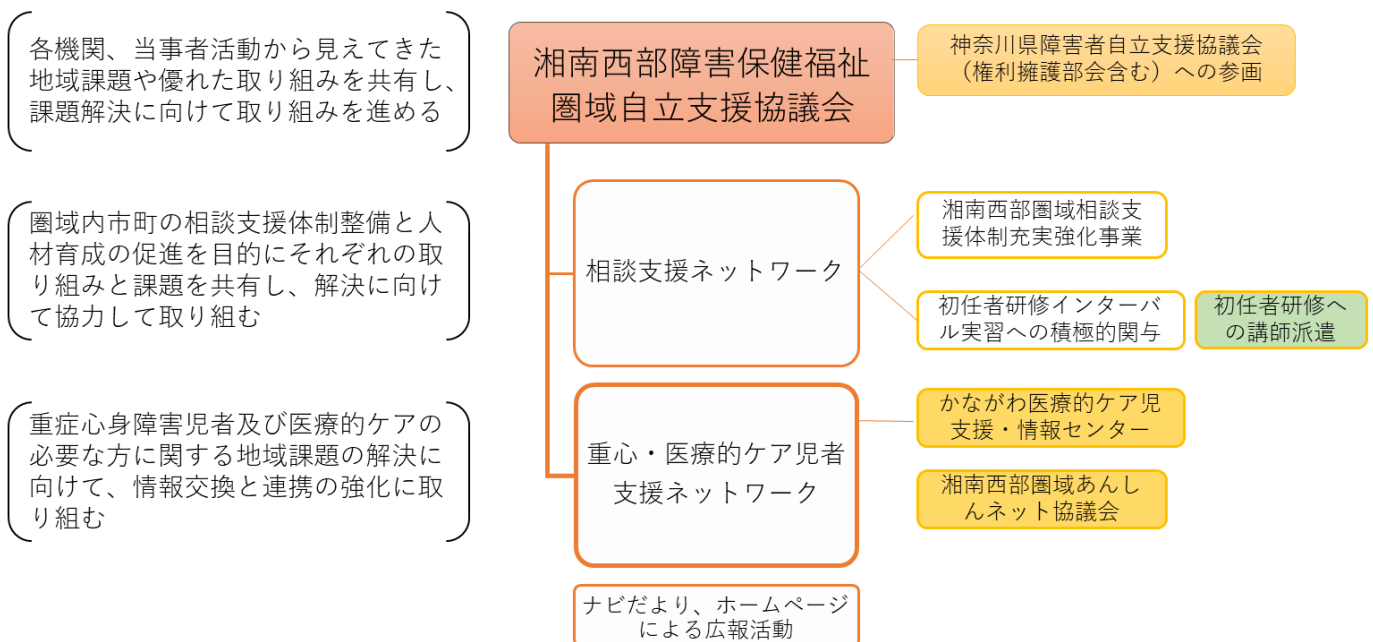 各機関、当事者活動から見えてきた
地域課題や優れた取り組みを共有し、
課題解決に向けて取り組みを進める
湘南西部障害保健福祉
圏域自立支援協議会
神奈川県障害者自立支援協議会
（権利擁護部会含む）への参画
圏域内市町の相談支援体制整備と人
材育成の促進を目的にそれぞれの取
り組みと課題を共有し、解決に向け
て協力して取り組む
相談支援ネットワーク
湘南西部圏域相談支
援体制充実強化事業
初任者研修インターバ
ル実習への積極的関与
初任者研修へ
の講師派遣
重症心身障害児者及び医療的ケアの
必要な方に関する地域課題の解決に
向けて、情報交換と連携の強化に取
り組む
重心・医療的ケア児者
支援ネットワーク
かながわ医療的ケア児
支援・情報センター
湘南西部圏域あんし
んネット協議会
ナビだより、ホームページ
による広報活動